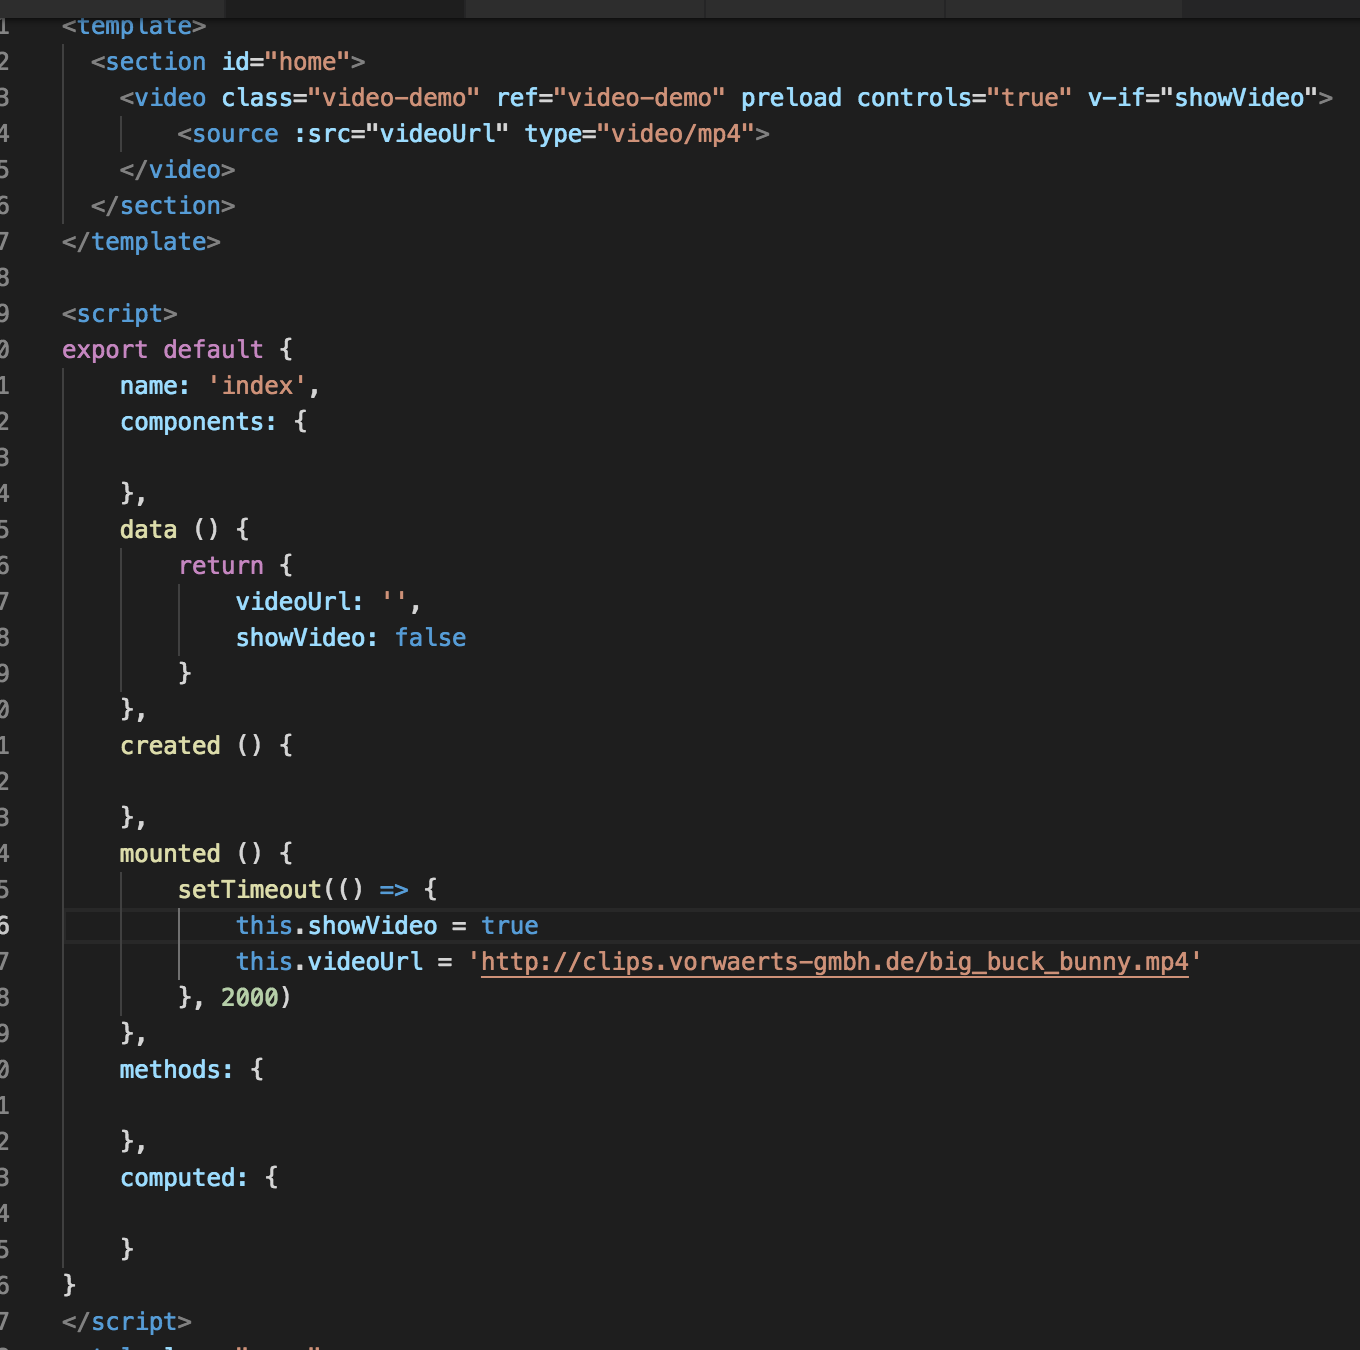 1 <template>
2 <section id="home">
3 <video class="video-demo" ref="video-demo" preload controls="true" v-if="showVideo">
4 <source :src="videoUrl" type="video/mp4">
5 </video>
6 </section>
7 </template>
8
9 <script>
0 export default {
1 name: 'index',
2 components: {
3
4 },
5 data () {
6 return {
7 videoUrl: '',
8 showVideo: false
9 }
0 },
1 created () {
2
3 },
4 mounted () {
5 setTimeout(() => {
6 this.showVideo = true
7 this.videoUrl = 'http://clips.vorwaerts-gmbh.de/big_buck_bunny.mp4'
8 }, 2000)
9 },
0 methods: {
1
2 },
3 computed: {
4
5 }
6 }
7 </script>